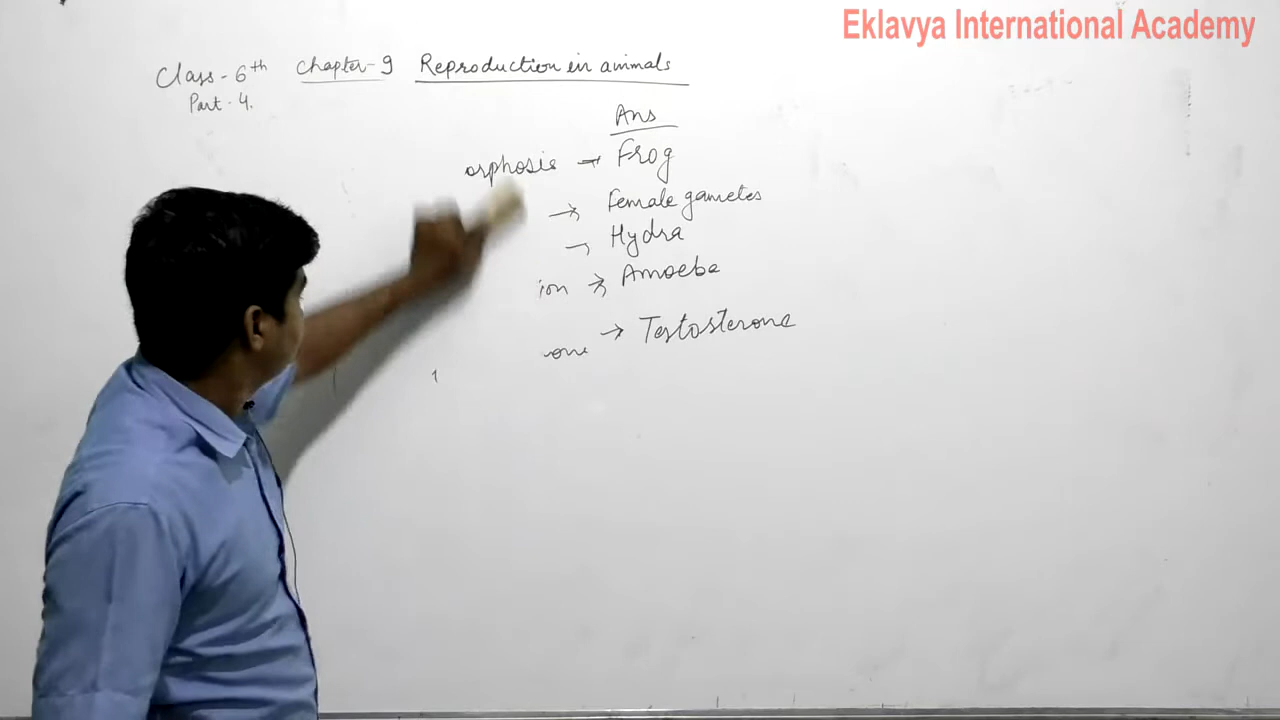 Eklavya International Academy
Class - 6th Chapter - 9 Reproduction in animals
Part - 4.
Ans
orphosis → Frog
→ Female gametes
→ Hydra
ion → Amoeba
one → Testosterone